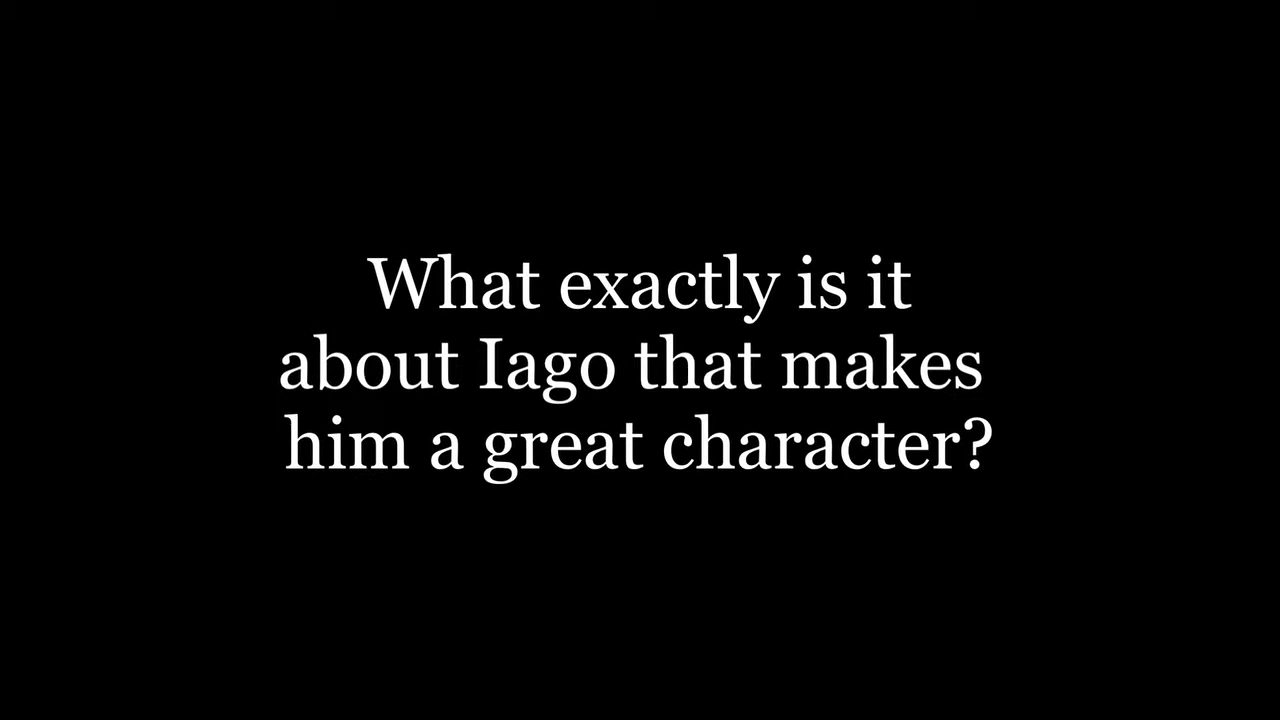 What exactly is it
about Iago that makes
him a great character?